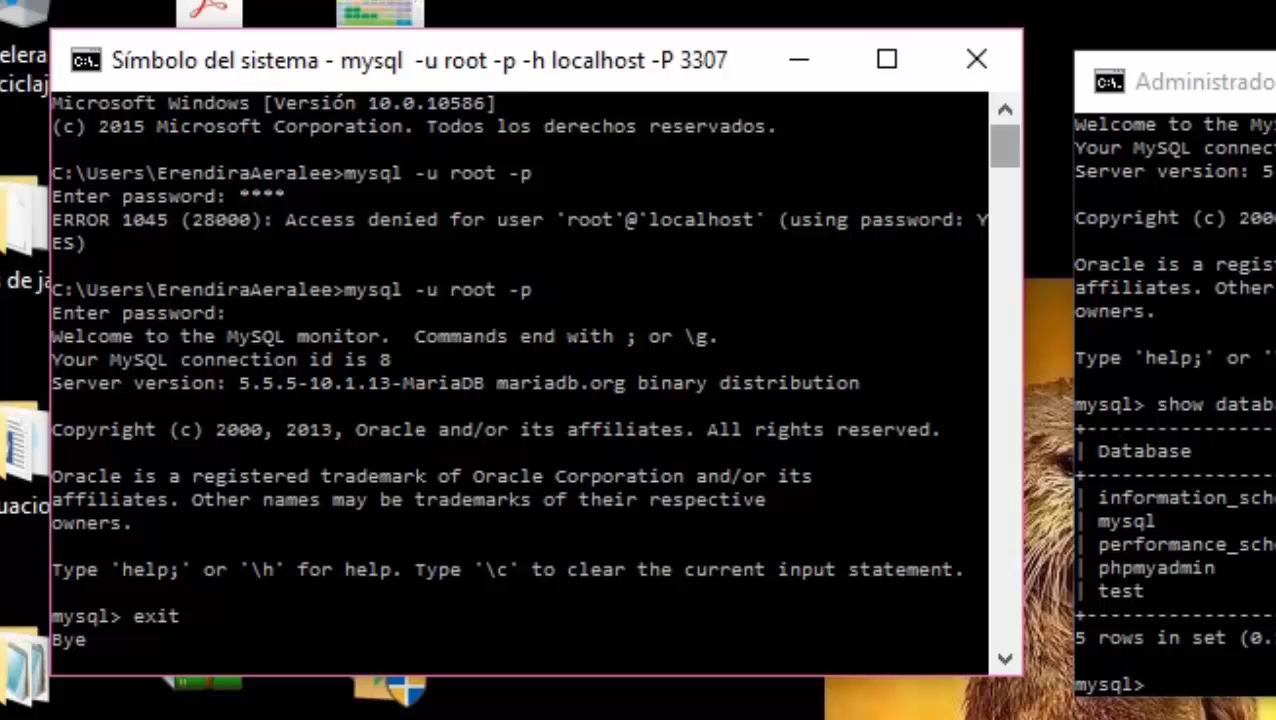 elera
ciclaj
s de ja
uacio
Símbolo del sistema - mysql -u root -p -h localhost -P 3307
Microsoft Windows [Versión 10.0.10586]
(c) 2015 Microsoft Corporation. Todos los derechos reservados.
C:\Users\ErendiraAeralee>mysql -u root -p
Enter password: ****
ERROR 1045 (28000): Access denied for user 'root'@'localhost' (using password: Y
ES)
C:\Users\ErendiraAeralee>mysql -u root -p
Enter password:
Welcome to the MySQL monitor.  Commands end with ; or \g.
Your MySQL connection id is 8
Server version: 5.5.5-10.1.13-MariaDB mariadb.org binary distribution
Copyright (c) 2000, 2013, Oracle and/or its affiliates. All rights reserved.
Oracle is a registered trademark of Oracle Corporation and/or its
affiliates. Other names may be trademarks of their respective
owners.
Type 'help;' or '\h' for help. Type '\c' to clear the current input statement.
mysql> exit
Bye
Administrado
Welcome to the My
Your MySQL connec
Server version: 5
Copyright (c) 200
Oracle is a regis
affiliates. Other
owners.
Type 'help;' or '
mysql> show datab
+----------------
| Database
+----------------
| information_sche
| mysql
| performance_sche
| phpmyadmin
| test
+----------------
5 rows in set (0.
mysql>